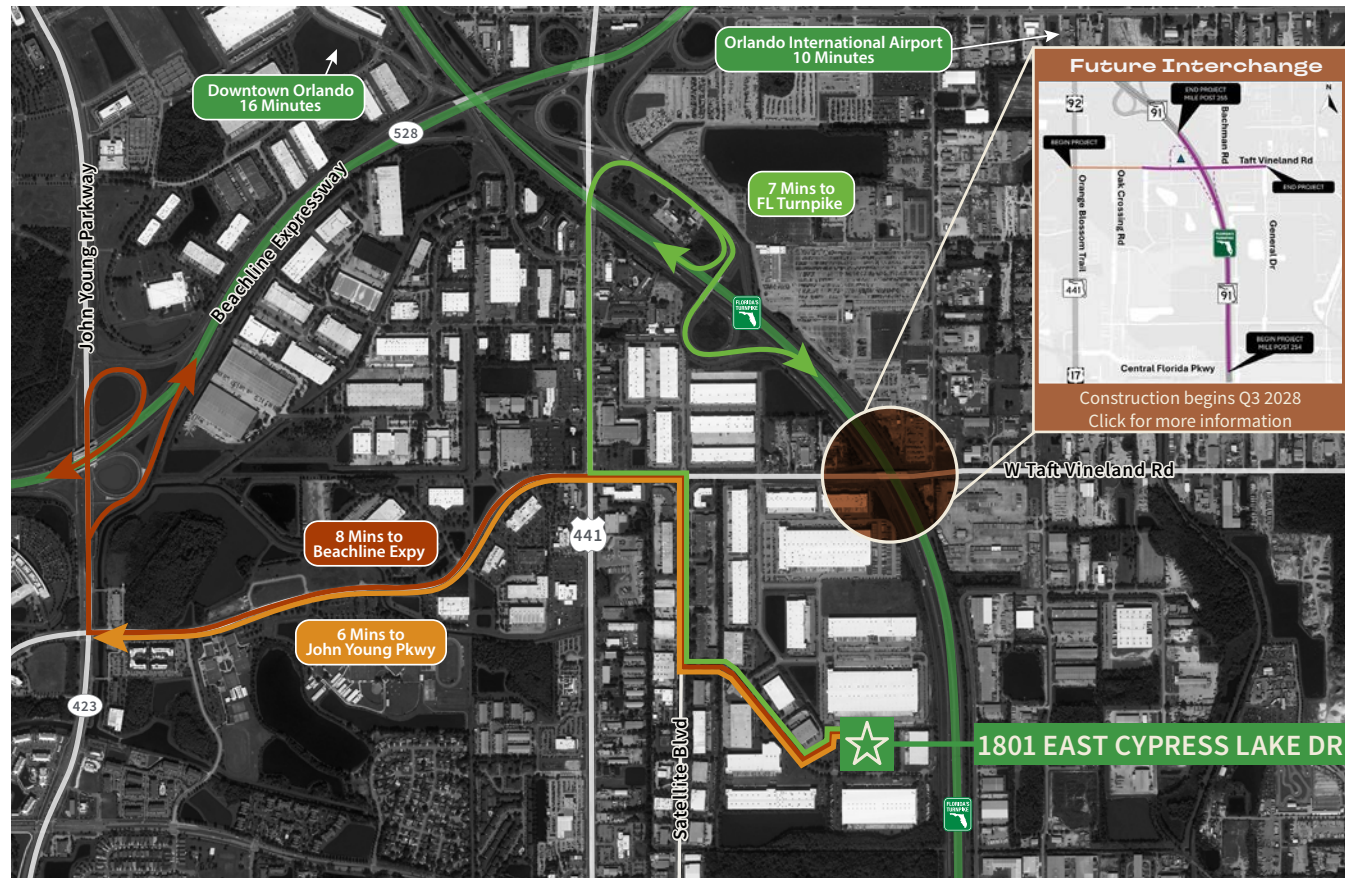 Orlando International Airport
10 Minutes
Downtown Orlando
16 Minutes
528
John Young Parkway
Beachline Expressway
7 Mins to
FL Turnpike
FLORIDA'S
TURNPIKE
Future Interchange
END PROJECT
MILE POST 255
92
91
N
Bachman Rd
BEGIN PROJECT
Taft Vineland Rd
END PROJECT
Orange Blossom Trail
Oak Crossing Rd
General Dr
441
91
BEGIN PROJECT
MILE POST 254
17
Central Florida Pkwy
Construction begins Q3 2028
Click for more information
W Taft Vineland Rd
8 Mins to
Beachline Expy
441
6 Mins to
John Young Pkwy
423
Satellite Blvd
1801 EAST CYPRESS LAKE DR
FLORIDA'S
TURNPIKE